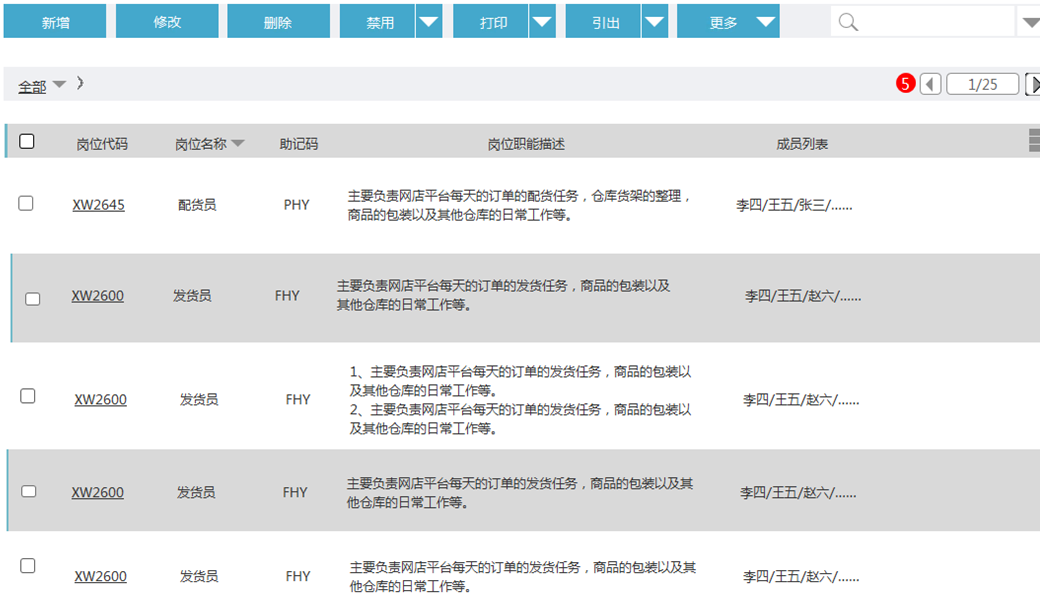 新增 修改 删除 禁用 打印 引出 更多
全部 5 1/25
岗位代码 岗位名称 助记码 岗位职能描述 成员列表
XW2645 配货员 PHY 主要负责网店平台每天的订单的配货任务，仓库货架的整理，
商品的包装以及其他仓库的日常工作等。 李四/王五/张三/......
XW2600 发货员 FHY 主要负责网店平台每天的订单的发货任务，商品的包装以及
其他仓库的日常工作等。 李四/王五/赵六/......
1、主要负责网店平台每天的订单的发货任务，商品的包装以
及其他仓库的日常工作等。
XW2600 发货员 FHY 2、主要负责网店平台每天的订单的发货任务，商品的包装以 李四/王五/赵六/......
及其他仓库的日常工作等。
XW2600 发货员 FHY 主要负责网店平台每天的订单的发货任务，商品的包装以及其
他仓库的日常工作等。 李四/王五/赵六/......
XW2600 发货员 FHY 主要负责网店平台每天的订单的发货任务，商品的包装以及其
他仓库的日常工作等。 李四/王五/赵六/......